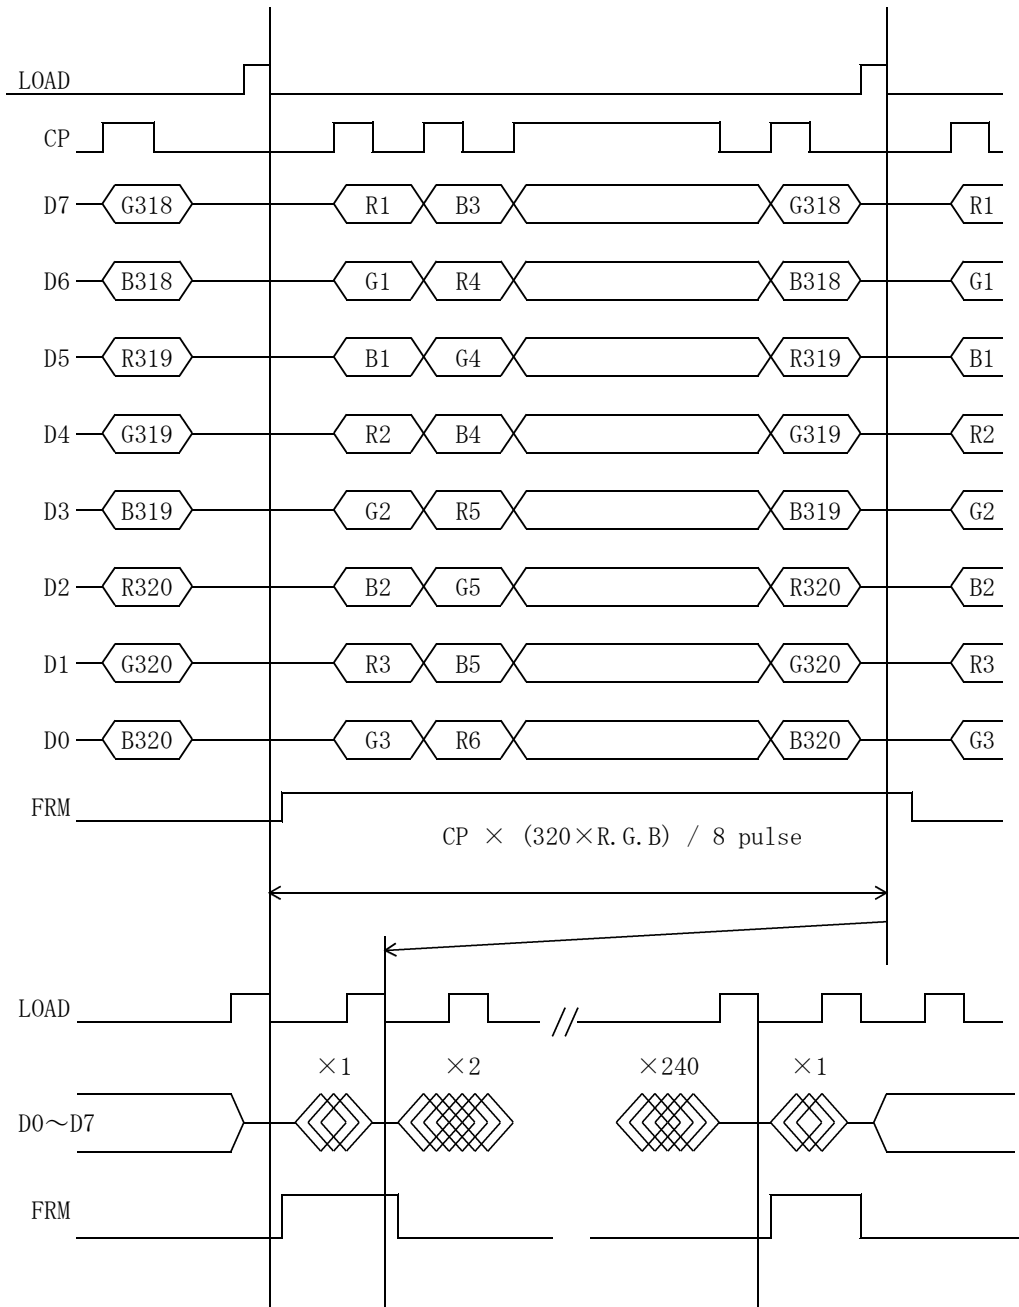 LOAD
CP
D7 G318 R1 B3 G318 R1
D6 B318 G1 R4 B318 G1
D5 R319 B1 G4 R319 B1
D4 G319 R2 B4 G319 R2
D3 B319 G2 R5 B319 G2
D2 R320 B2 G5 R320 B2
D1 G320 R3 B5 G320 R3
D0 B320 G3 R6 B320 G3
FRM
CP × (320×R.G.B) / 8 pulse
LOAD
×1 ×2 ×240 ×1
D0～D7
FRM